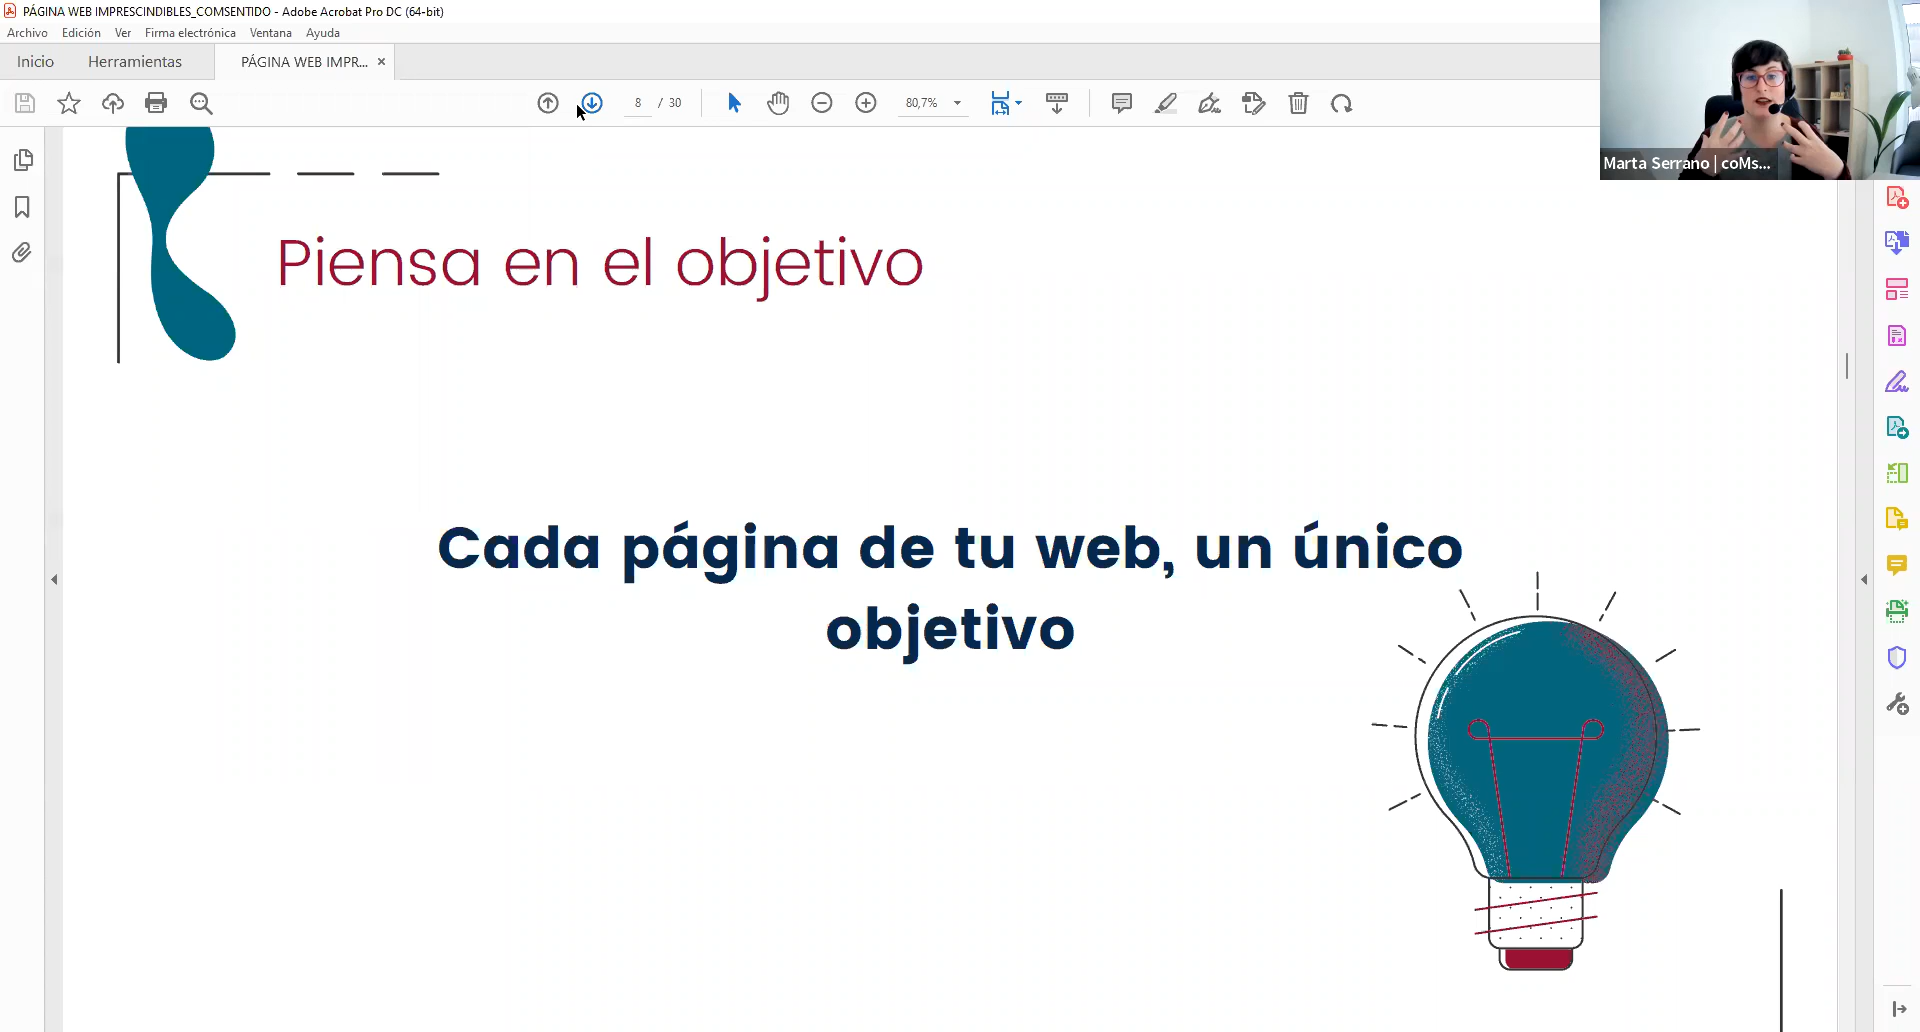 PÁGINA WEB IMPRESCINDIBLES_COMSENTIDO - Adobe Acrobat Pro DC (64-bit)
Archivo Edición Ver Firma electrónica Ventana Ayuda
Inicio Herramientas PÁGINA WEB IMPR... ×
8 / 30 80,7%
Marta Serrano | coMs...
Piensa en el objetivo
Cada página de tu web, un único
objetivo